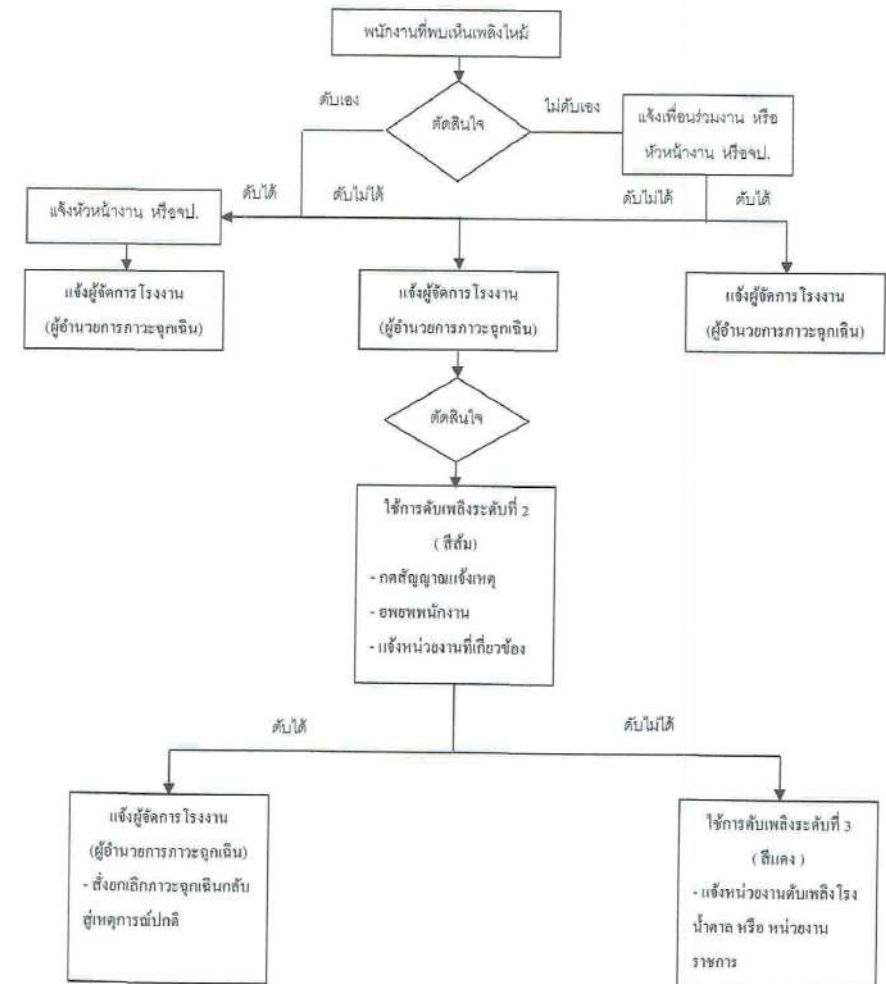 พนักงานที่พบเห็นเพลิงไหม้
ดับเอง
ตัดสินใจ
ไม่ดับเอง
แจ้งเพื่อนร่วมงาน หรือ
หัวหน้างาน หรือจป.
แจ้งหัวหน้างาน หรือจป.
ดับได้
ดับไม่ได้
ดับไม่ได้
ดับได้
แจ้งผู้จัดการโรงงาน
(ผู้อำนวยการภาวะฉุกเฉิน)
แจ้งผู้จัดการโรงงาน
(ผู้อำนวยการภาวะฉุกเฉิน)
แจ้งผู้จัดการโรงงาน
(ผู้อำนวยการภาวะฉุกเฉิน)
ตัดสินใจ
ใช้การดับเพลิงระดับที่ 2
( สีส้ม)
- กดสัญญาณแจ้งเหตุ
- อพยพพนักงาน
- แจ้งหน่วยงานที่เกี่ยวข้อง
ดับได้
ดับไม่ได้
แจ้งผู้จัดการโรงงาน
(ผู้อำนวยการภาวะฉุกเฉิน)
- สั่งยกเลิกภาวะฉุกเฉินกลับ
สู่เหตุการณ์ปกติ
ใช้การดับเพลิงระดับที่ 3
( สีแดง )
- แจ้งหน่วยงานดับเพลิงโรง
น้ำตาล หรือ หน่วยงาน
ราชการ